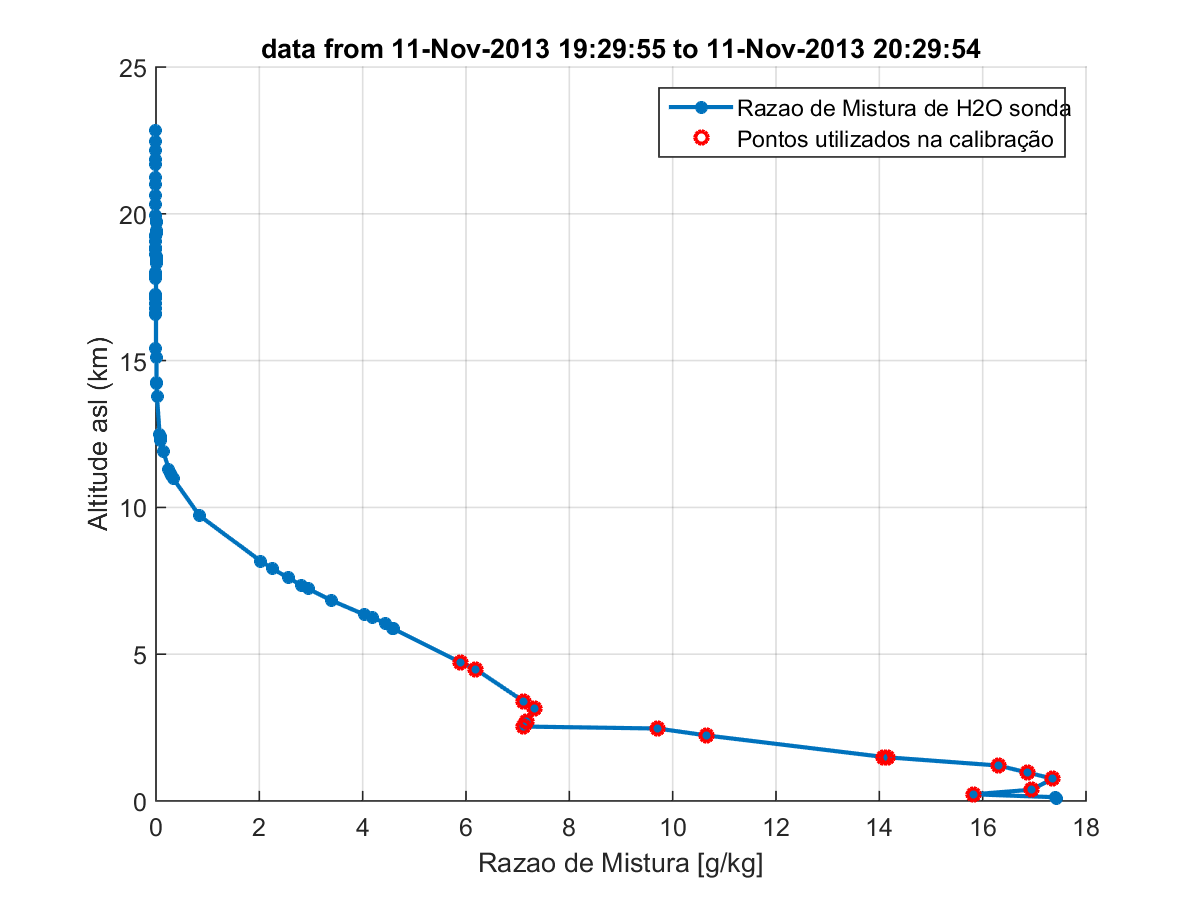 data from 11-Nov-2013 19:29:55 to 11-Nov-2013 20:29:54
Razao de Mistura de H2O sonda
Pontos utilizados na calibração
25
20
15
10
5
0
Altitude asl (km)
0 2 4 6 8 10 12 14 16 18
Razao de Mistura [g/kg]